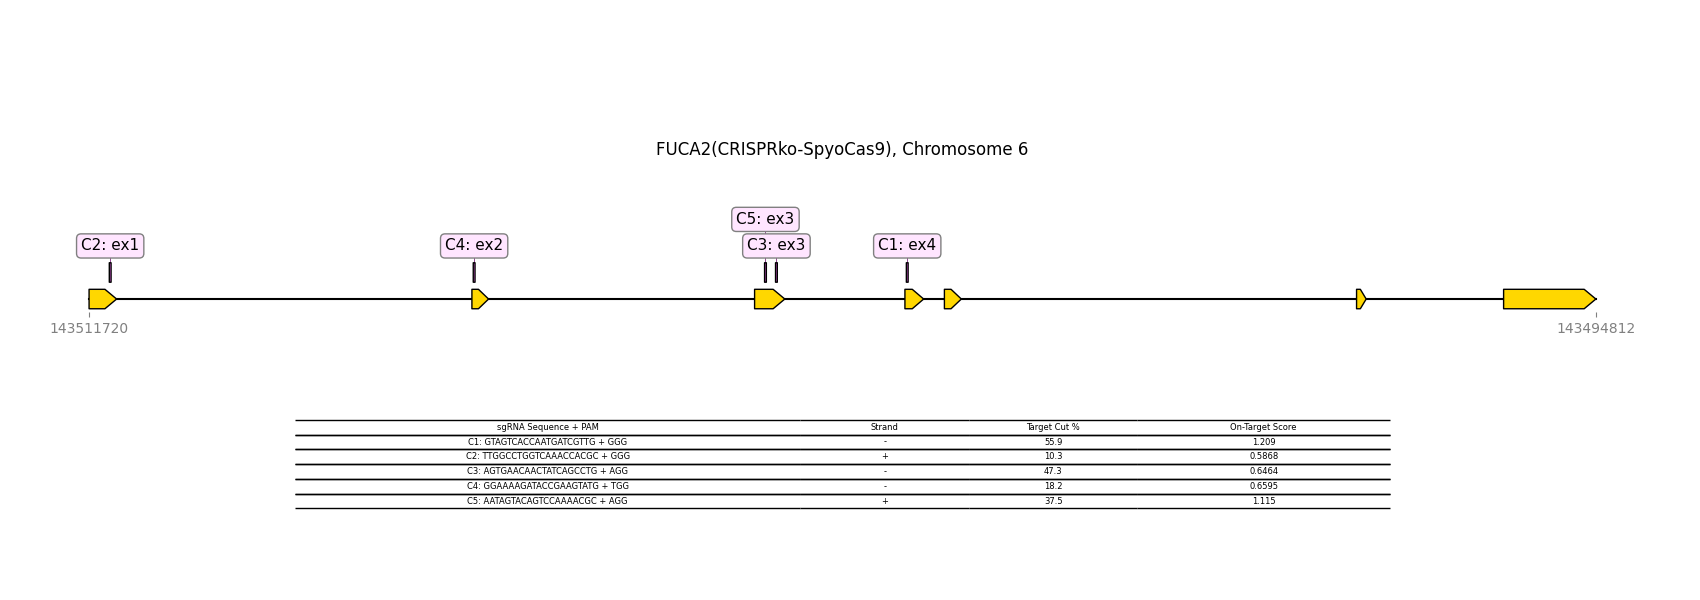 FUCA2(CRISPRko-SpyoCas9), Chromosome 6
C5: ex3
C2: ex1
C4: ex2
C3: ex3
C1: ex4
143511720
143494812
sgRNA Sequence + PAM Strand Target Cut % On-Target Score
C1: GTAGTCACCAATGATCGTTG + GGG - 55.9 1.209
C2: TTGGCCTGGTCAAACCACGC + GGG + 10.3 0.5868
C3: AGTGAACAACTATCAGCCTG + AGG - 47.3 0.6464
C4: GGAAAAGATACCGAAGTATG + TGG - 18.2 0.6595
C5: AATAGTACAGTCCAAAACGC + AGG + 37.5 1.115